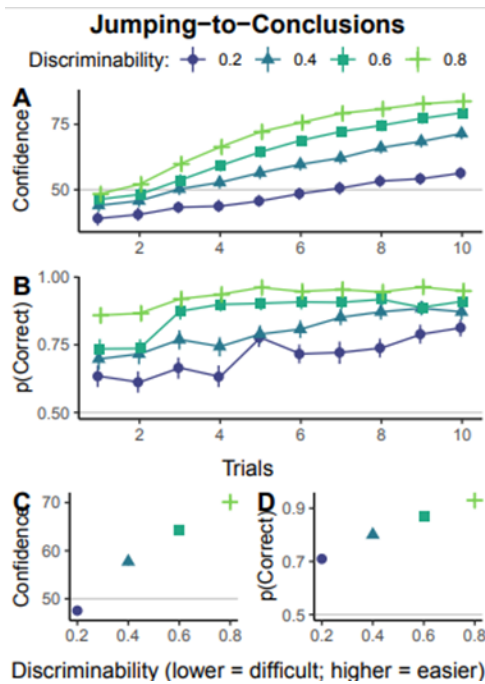 Jumping-to-Conclusions
Discriminability: 0.2 0.4 0.6 0.8
A
Confidence
75
50
2 4 6 8 10
B
p(Correct)
1.00
0.75
0.50
2 4 6 8 10
Trials
C
Confidence
70
60
50
0.2 0.4 0.6 0.8
D
p(Correct)
0.9
0.7
0.5
0.2 0.4 0.6 0.8
Discriminability (lower = difficult; higher = easier)